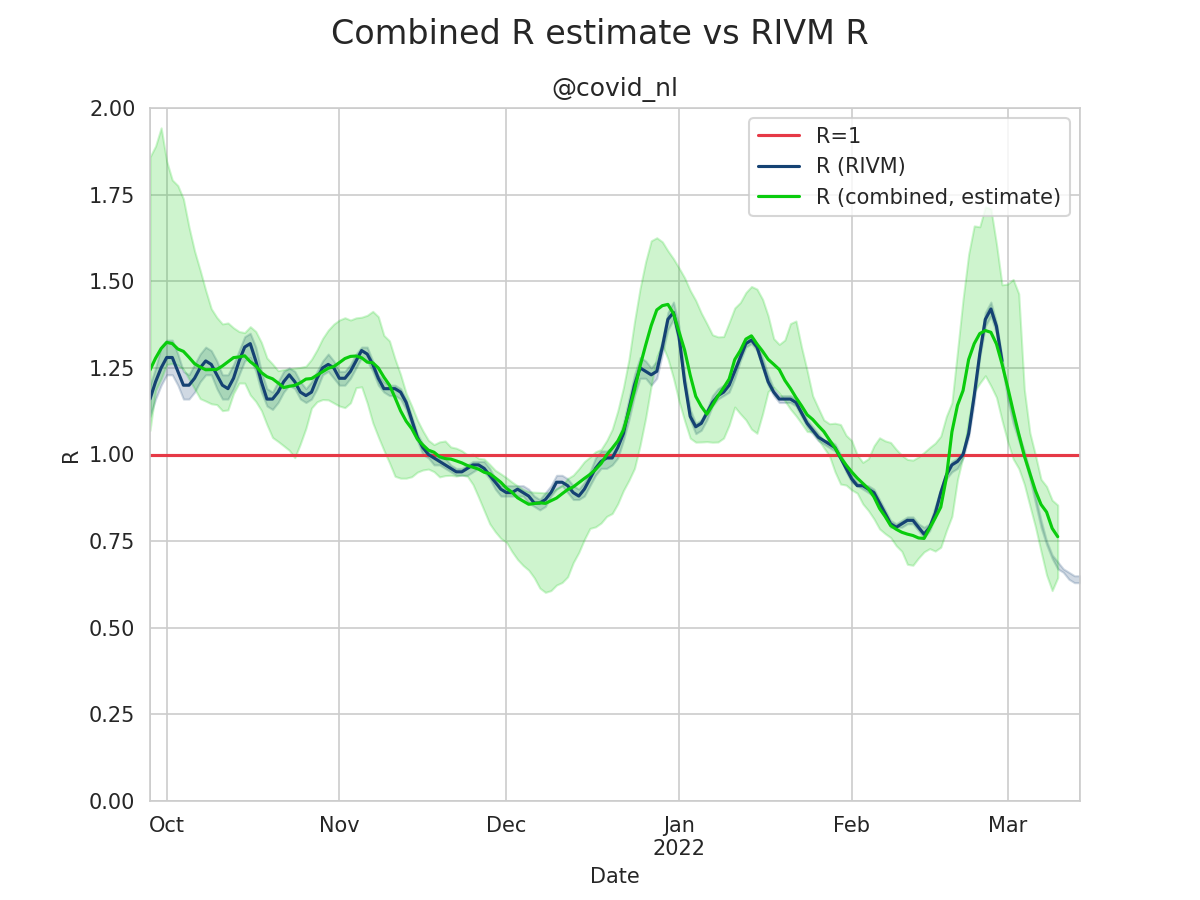 Combined R estimate vs RIVM R
@covid_nl
R=1
R (RIVM)
R (combined, estimate)
2.00
1.75
1.50
1.25
1.00
0.75
0.50
0.25
0.00
R
Oct Nov Dec Jan Feb Mar
2022
Date